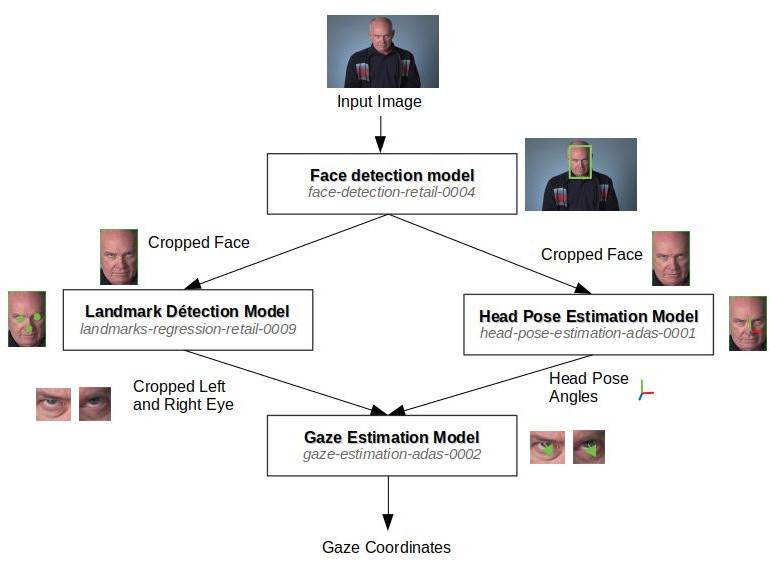 Input Image
Face detection model
face-detection-retail-0004
Cropped Face
Cropped Face
Landmark Détection Model
landmarks-regression-retail-0009
Head Pose Estimation Model
head-pose-estimation-adas-0001
Cropped Left
and Right Eye
Head Pose
Angles
Gaze Estimation Model
gaze-estimation-adas-0002
Gaze Coordinates